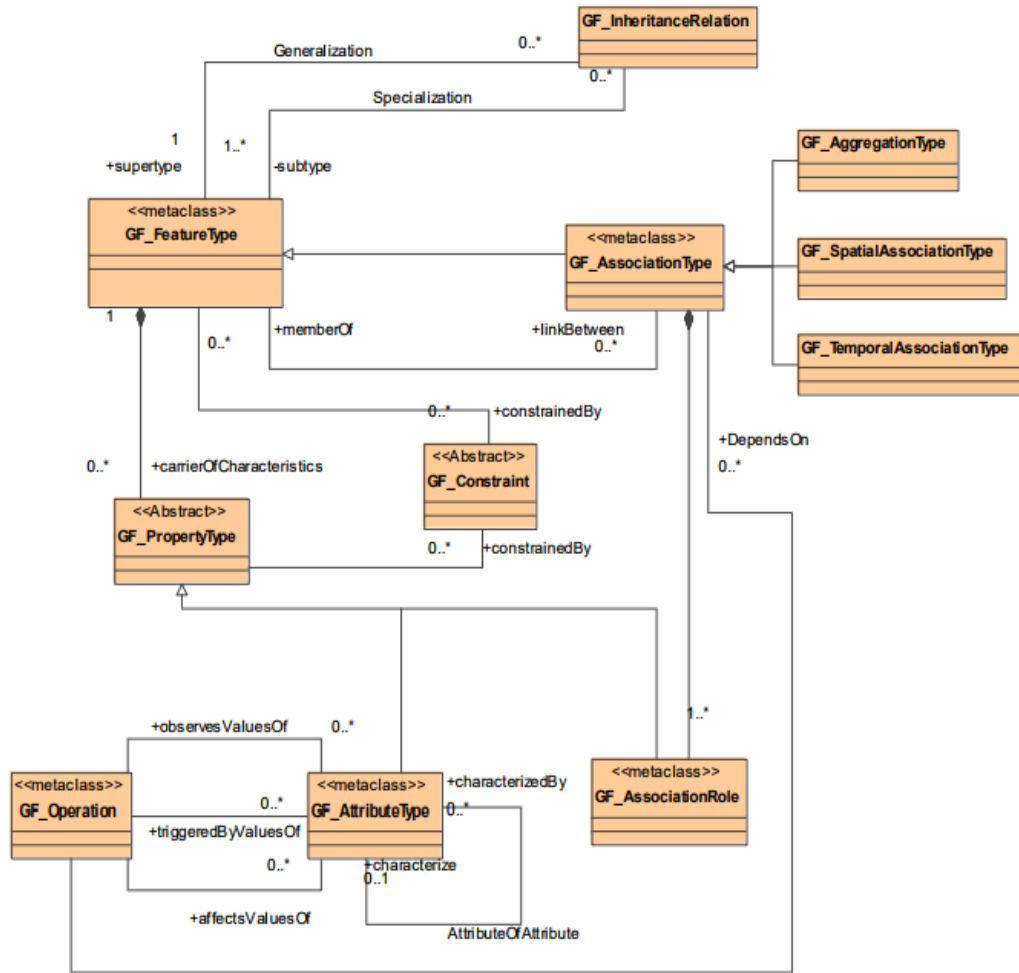 GF_InheritanceRelation
0..*
Generalization
0..*
Specialization
1
1..*
+supertype
-subtype
GF_AggregationType
<<metaclass>>
GF_FeatureType
<<metaclass>>
GF_AssociationType
GF_SpatialAssociationType
1
+memberOf
+linkBetween
0..*
0..*
GF_TemporalAssociationType
0..*
+constrainedBy
+DependsOn
0..*
<<Abstract>>
GF_Constraint
0..*
+carrierOfCharacteristics
<<Abstract>>
GF_PropertyType
0..*
+constrainedBy
1..*
+observesValuesOf
0..*
<<metaclass>>
GF_Operation
<<metaclass>>
GF_AttributeType
+characterizedBy
0..*
<<metaclass>>
GF_AssociationRole
0..*
+triggeredByValuesOf
0..*
+characterize
0..1
+affectsValuesOf
AttributeOfAttribute